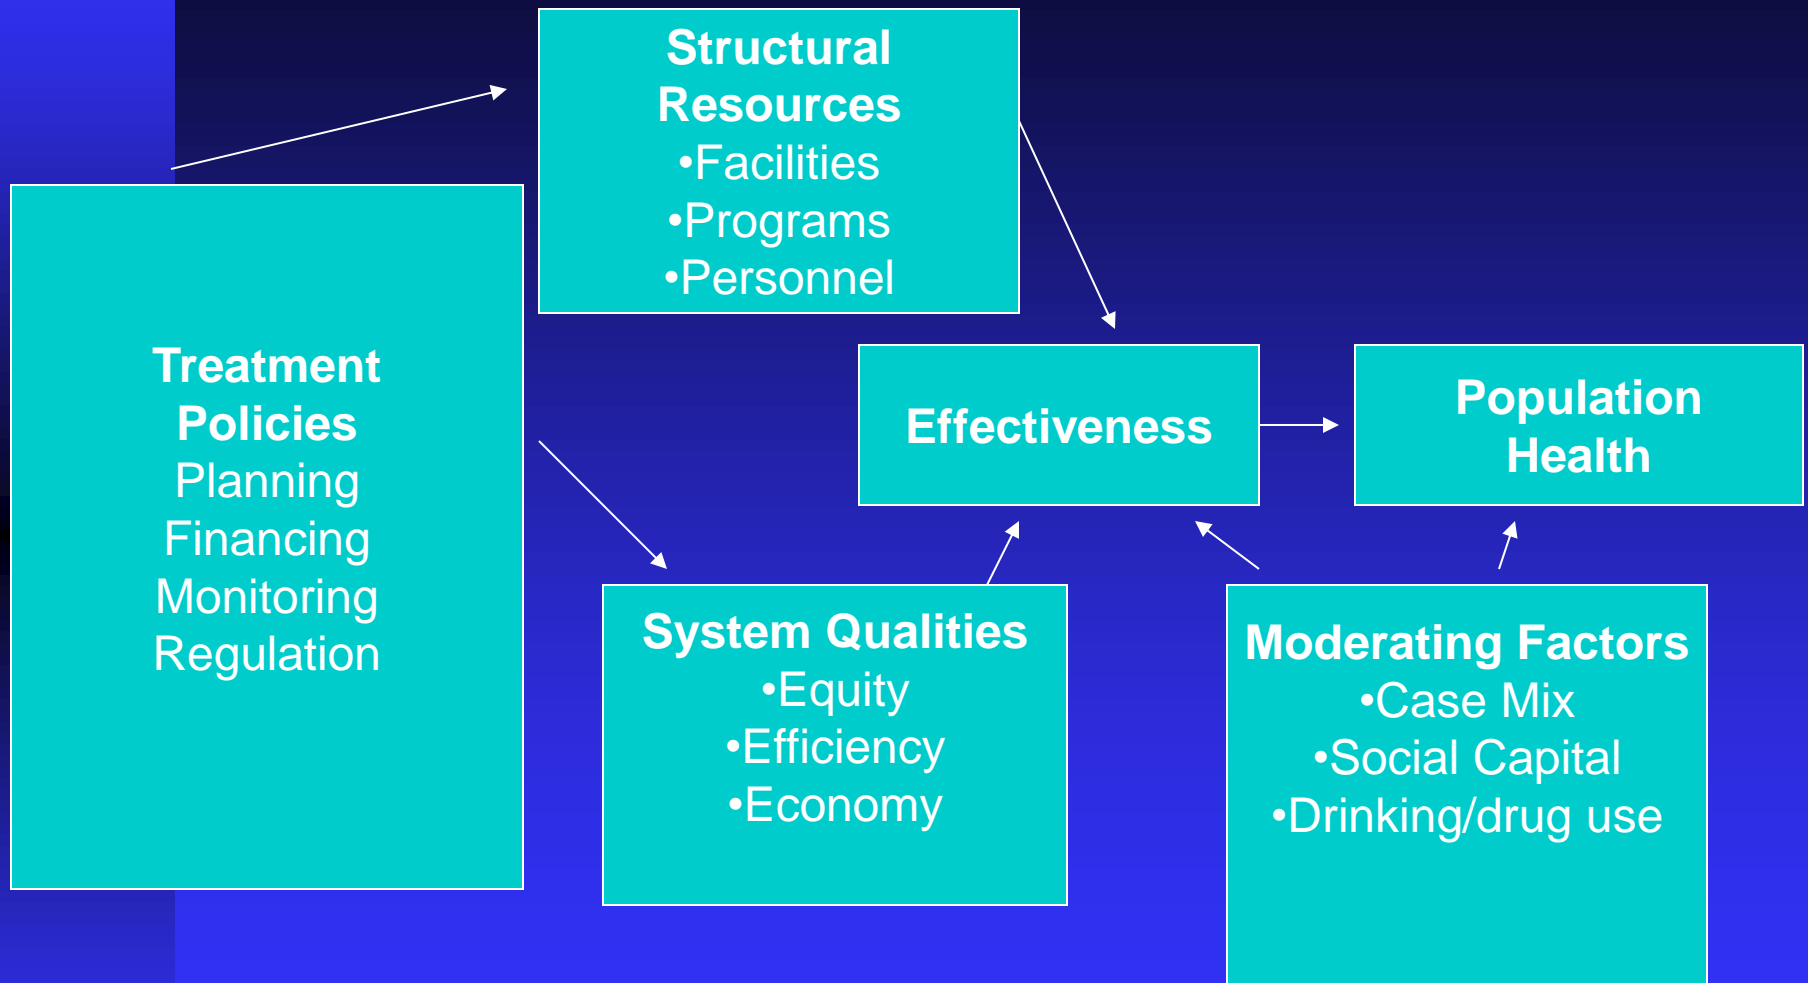 Structural
Resources
•Facilities
•Programs
•Personnel
Treatment
Policies
Planning
Financing
Monitoring
Regulation
Effectiveness
Population
Health
System Qualities
•Equity
•Efficiency
•Economy
Moderating Factors
•Case Mix
•Social Capital
•Drinking/drug use